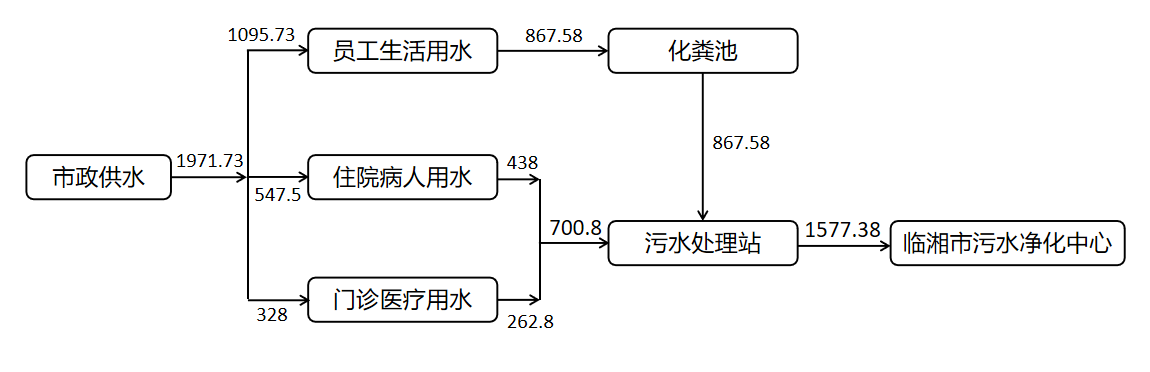 1095.73
员工生活用水
867.58
化粪池
867.58
市政供水
1971.73
547.5
住院病人用水
438
700.8
污水处理站
1577.38
临湘市污水净化中心
328
门诊医疗用水
262.8